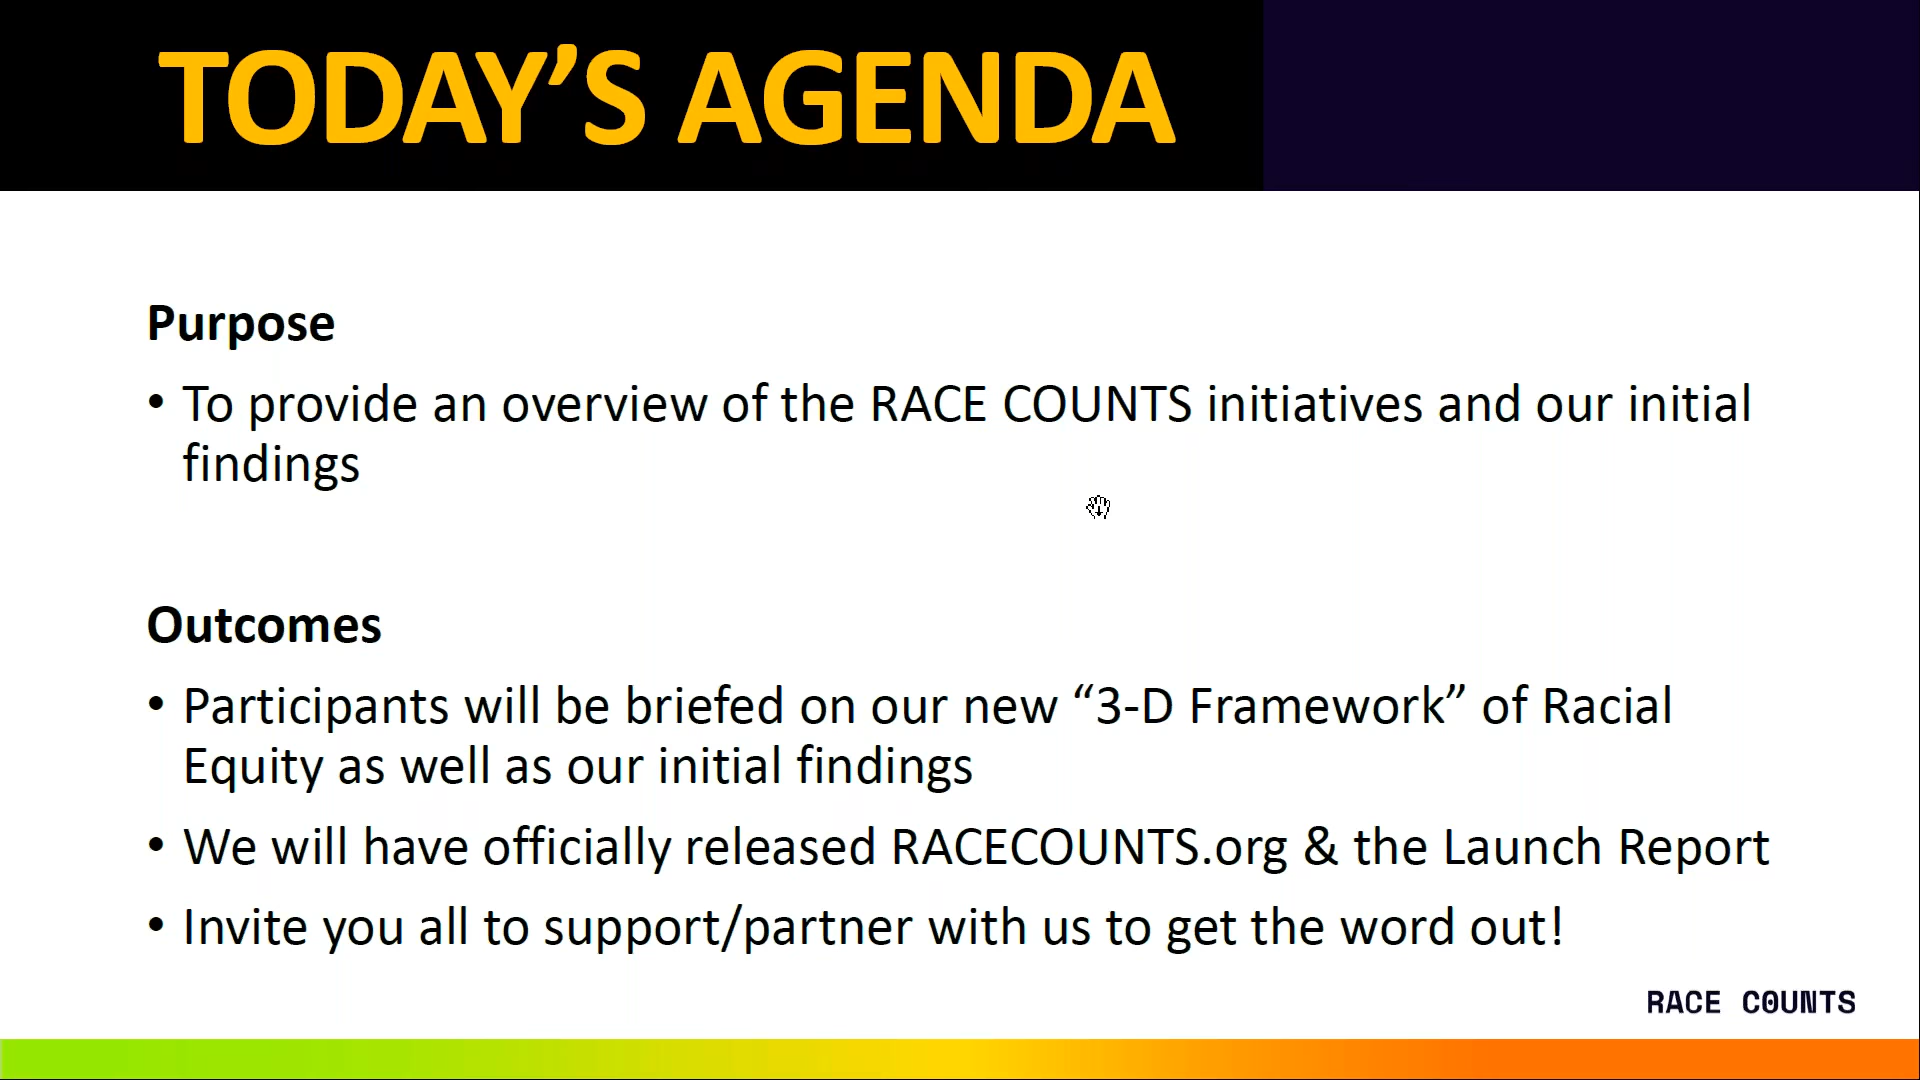 TODAY’S AGENDA
Purpose
• To provide an overview of the RACE COUNTS initiatives and our initial
findings
Outcomes
• Participants will be briefed on our new “3-D Framework” of Racial
Equity as well as our initial findings
• We will have officially released RACECOUNTS.org & the Launch Report
• Invite you all to support/partner with us to get the word out!
RACE COUNTS